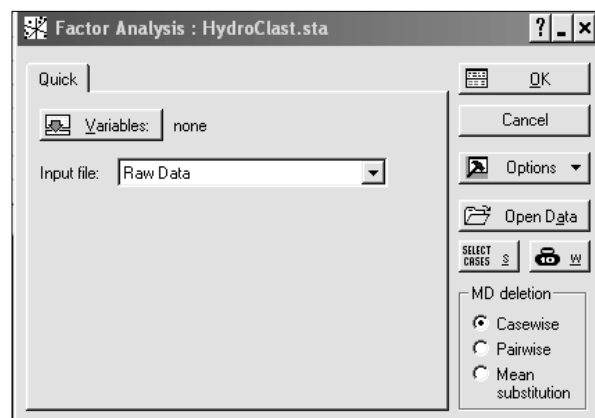 Factor Analysis : HydroClast.sta
Quick
Variables: none
Input file: Raw Data
OK
Cancel
Options
Open Data
SELECT CASES S
W
MD deletion
Casewise
Pairwise
Mean
substitution